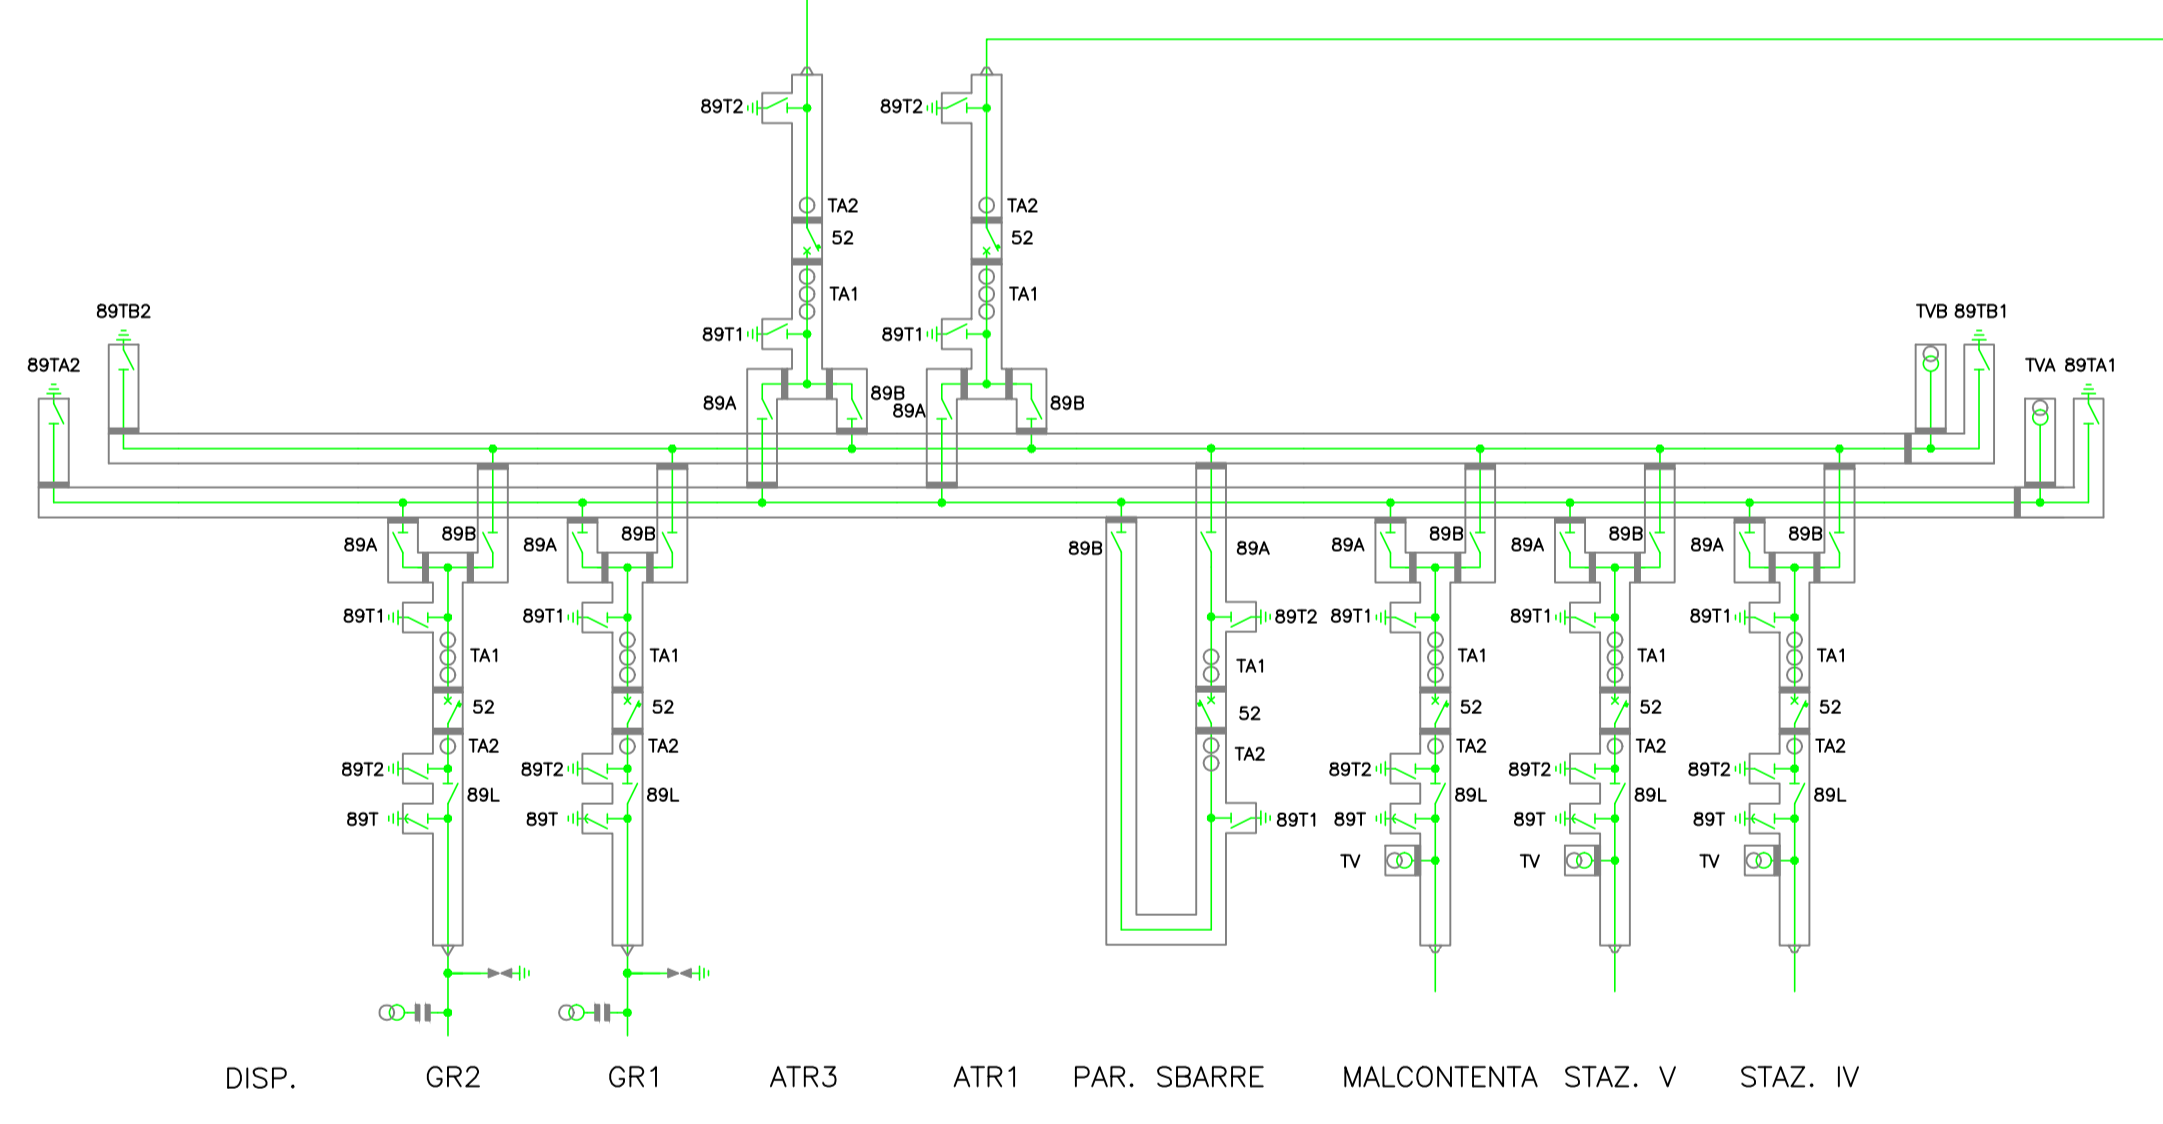 89T2 89T2
TA2 TA2
52 52
TA1 TA1
89TB2 TVB 89TB1
89T1 89T1
89TA2 TVA 89TA1
89A 89B 89A 89B
89A 89B 89A 89B 89B 89A 89A 89B 89A 89B 89A 89B
89T1 89T1 89T2 89T1 89T1 89T1
TA1 TA1 TA1 TA1 TA1 TA1
52 52 52 52 52 52
TA2 TA2 TA2 TA2 TA2 TA2
89T2 89T2 89T2 89T2 89T2
89L 89L 89L 89L 89L
89T 89T 89T1 89T 89T 89T
TV TV TV
DISP. GR2 GR1 ATR3 ATR1 PAR. SBARRE MALCONTENTA STAZ. V STAZ. IV